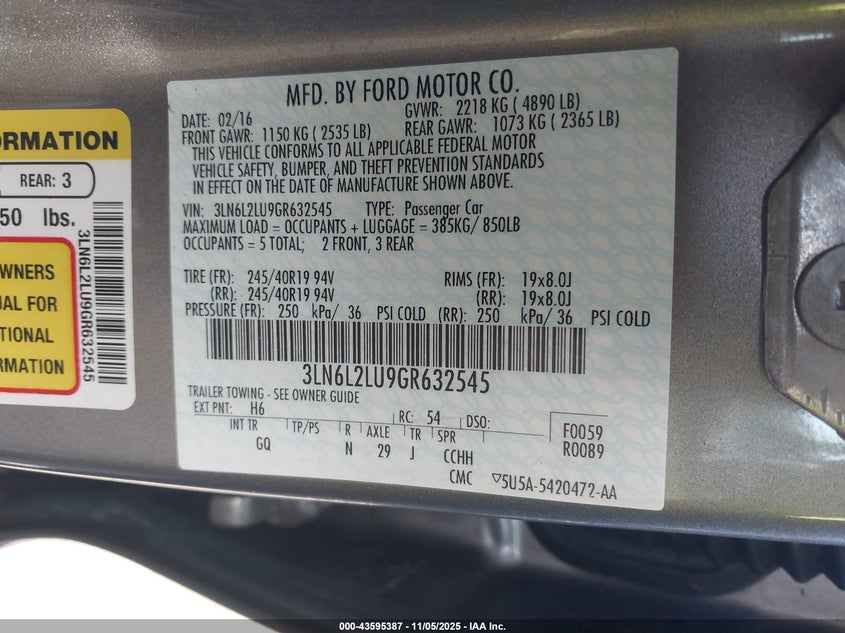 MFD. BY FORD MOTOR CO.
DATE: 02/16 GVWR: 2218 KG ( 4890 LB)
FRONT GAWR: 1150 KG ( 2535 LB) REAR GAWR: 1073 KG ( 2365 LB)
THIS VEHICLE CONFORMS TO ALL APPLICABLE FEDERAL MOTOR
VEHICLE SAFETY, BUMPER, AND THEFT PREVENTION STANDARDS
IN EFFECT ON THE DATE OF MANUFACTURE SHOWN ABOVE.
VIN: 3LN6L2LU9GR632545 TYPE: Passenger Car
MAXIMUM LOAD = OCCUPANTS + LUGGAGE = 385KG/ 850LB
OCCUPANTS = 5 TOTAL; 2 FRONT, 3 REAR
TIRE (FR): 245/40R19 94V RIMS (FR): 19x8.0J
(RR): 245/40R19 94V (RR): 19x8.0J
PRESSURE (FR): 250 kPa/ 36 PSI COLD (RR): 250 kPa/ 36 PSI COLD
3LN6L2LU9GR632545
TRAILER TOWING - SEE OWNER GUIDE
EXT PNT: H6 RC: 54 DSO:
INT TR TP/PS R AXLE TR SPR
GQ N 29 J CCHH
CMC ▽5U5A-5420472-AA
F0059
R0089
ORMATION
REAR: 3
50 lbs.
WNERS
UAL FOR
TIONAL
ORMATION
3LN6L2LU9GR632545
000-43595387 - 11/05/2025 - IAA Inc.